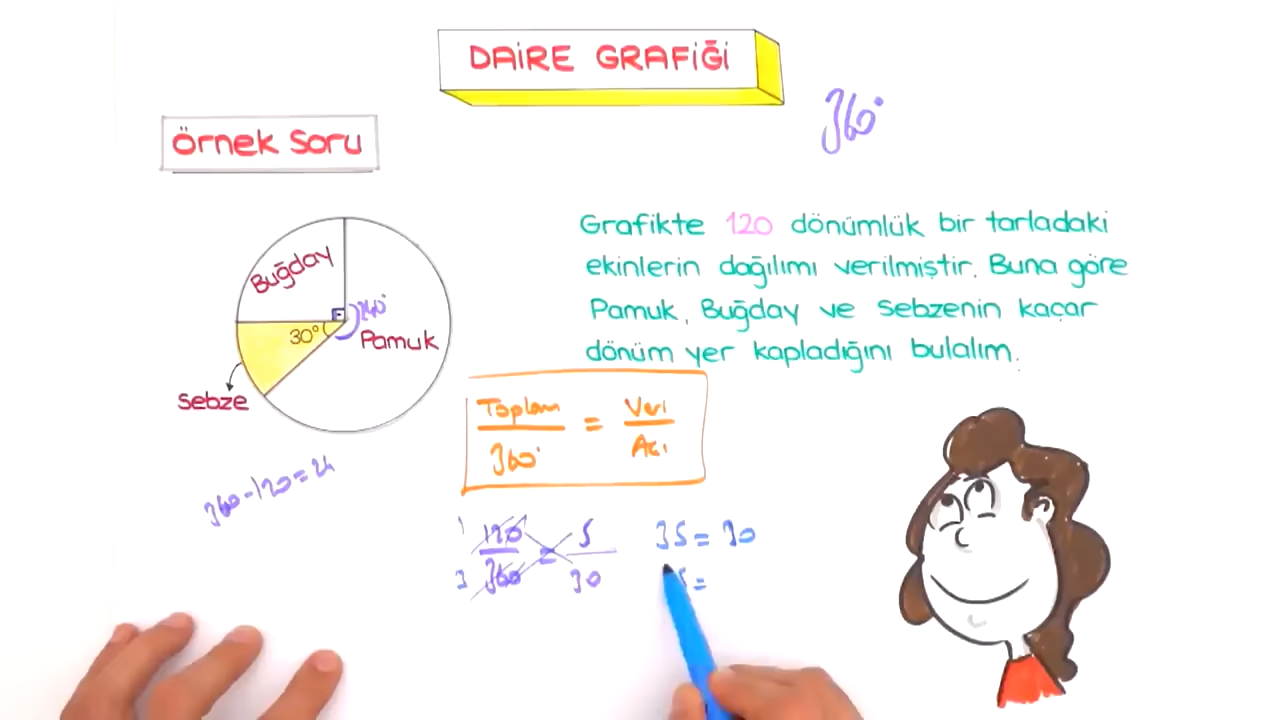 DAİRE GRAFİĞİ
360°
Örnek Soru
Grafikte 120 dönümlük bir tarladaki
ekinlerin dağılımı verilmiştir. Buna göre
Pamuk, Buğday ve Sebzenin kaçar
dönüm yer kapladığını bulalım.
Buğday
240°
30°
Pamuk
Sebze
360-120=24
Toplam = Veri
360° Açı
1 120 = S
3 360 30
3S = 30
S =